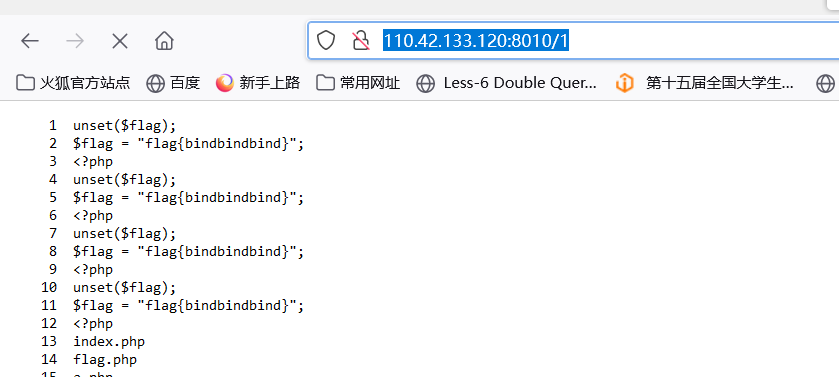 110.42.133.120:8010/1
火狐官方站点 百度 新手上路 常用网址 Less-6 Double Quer... 第十五届全国大学生...
1 unset($flag);
2 $flag = "flag{bindbindbind}";
3 <?php
4 unset($flag);
5 $flag = "flag{bindbindbind}";
6 <?php
7 unset($flag);
8 $flag = "flag{bindbindbind}";
9 <?php
10 unset($flag);
11 $flag = "flag{bindbindbind}";
12 <?php
13 index.php
14 flag.php